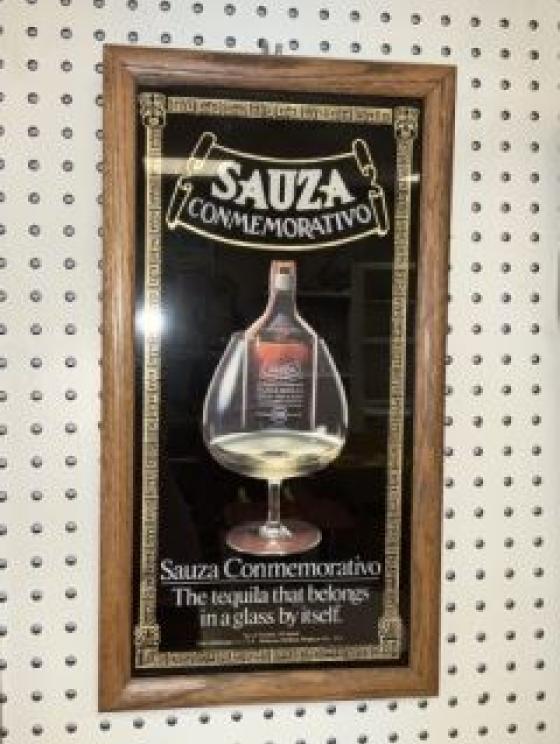 SAUZA
CONMEMORATIVO
Sauza Conmemorativo
The tequila that belongs
in a glass by itself.